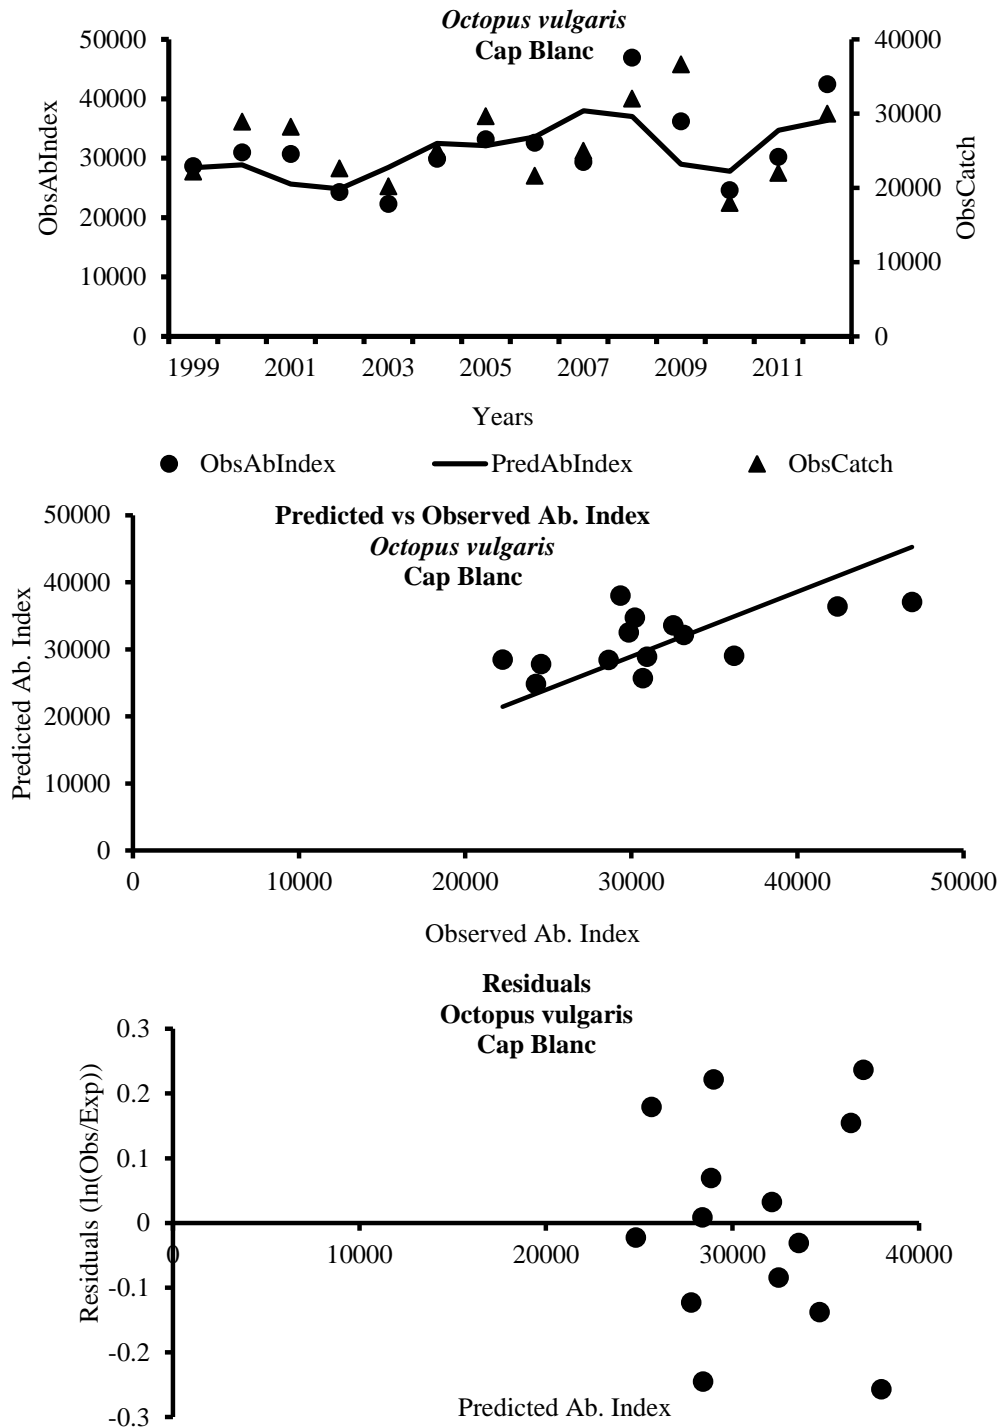 Octopus vulgaris
Cap Blanc
50000
40000
30000
20000
10000
0
ObsAbIndex
40000
30000
20000
10000
0
ObsCatch
1999 2001 2003 2005 2007 2009 2011
Years
ObsAbIndex PredAbIndex ObsCatch
Predicted vs Observed Ab. Index
Octopus vulgaris
Cap Blanc
50000
40000
30000
20000
10000
0
Predicted Ab. Index
0 10000 20000 30000 40000 50000
Observed Ab. Index
Residuals
Octopus vulgaris
Cap Blanc
0.3
0.2
0.1
0
-0.1
-0.2
-0.3
Residuals (ln(Obs/Exp))
0 10000 20000 30000 40000
Predicted Ab. Index